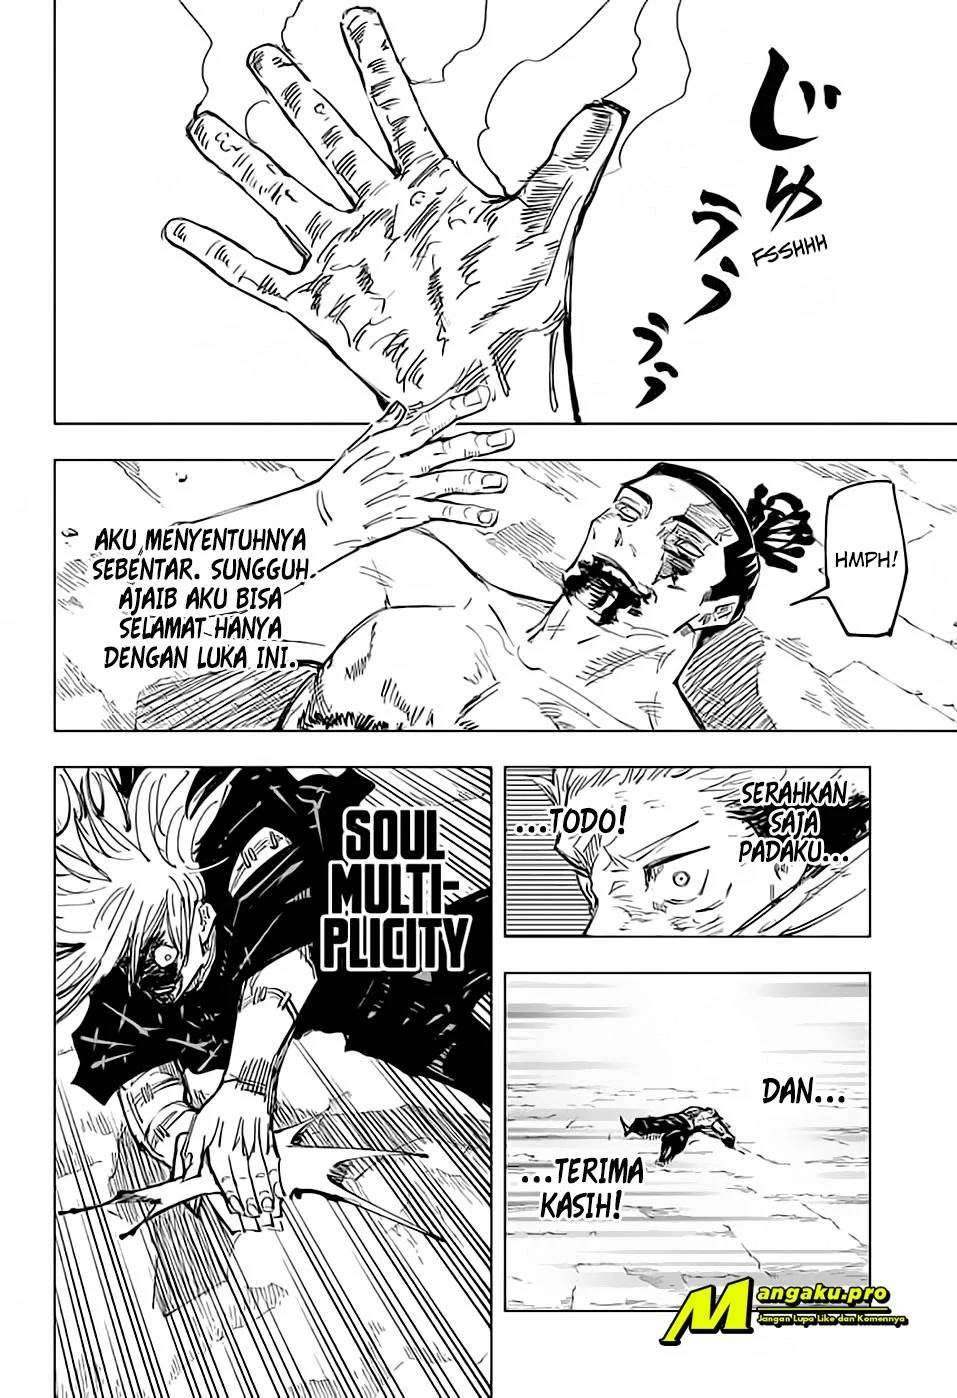 じゅ
うう
うっ
FSSHHH
HMPH!
AKU MENYENTUHNYA
SEBENTAR. SUNGGUH
AJAIB AKU BISA
SELAMAT HANYA
DENGAN LUKA INI.
SERAHKAN
SAJA
PADAKU...
...TODO!
DAN...
...TERIMA
KASIH!
SOUL
MULTI-
PLICITY
Mangaku.pro
Jangan Lupa Like dan Komennya